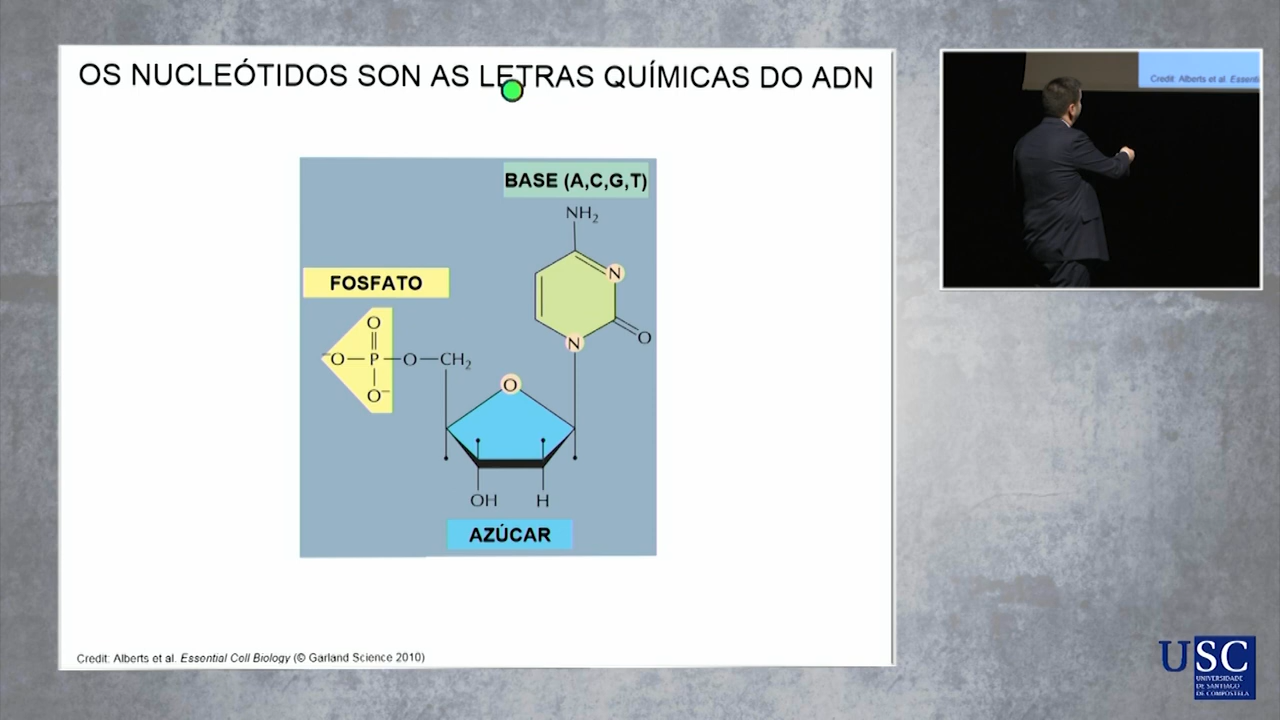 OS NUCLEÓTIDOS SON AS LETRAS QUÍMICAS DO ADN
BASE (A,C,G,T)
NH₂
FOSFATO
N
O
O
⁻O—P—O—CH₂
N
O⁻
O
OH
H
AZÚCAR
Credit: Alberts et al. Essential Cell Biology (© Garland Science 2010)
Credit: Alberts et al. Essenti
USC
UNIVERSIDADE
DE SANTIAGO
DE COMPOSTELA